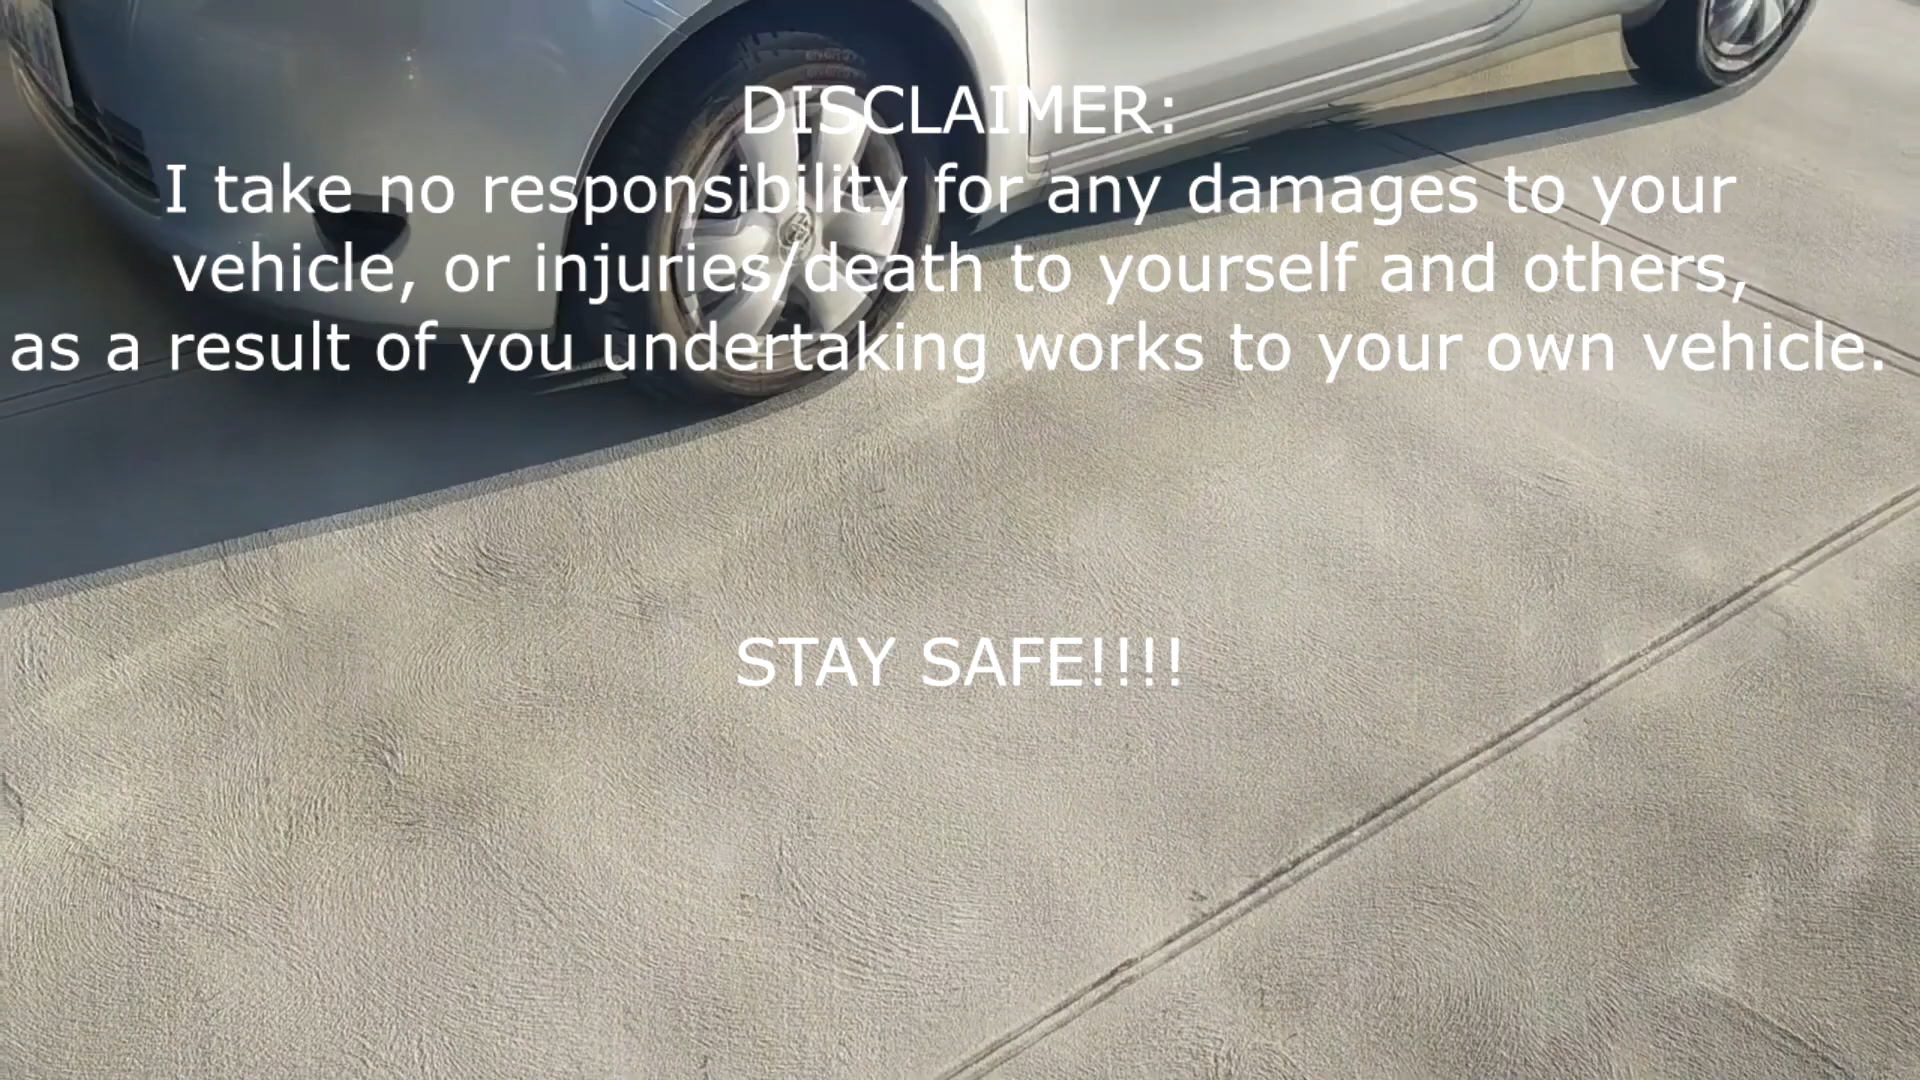 DISCLAIMER:
I take no responsibility for any damages to your
vehicle, or injuries/death to yourself and others,
as a result of you undertaking works to your own vehicle.
STAY SAFE!!!!